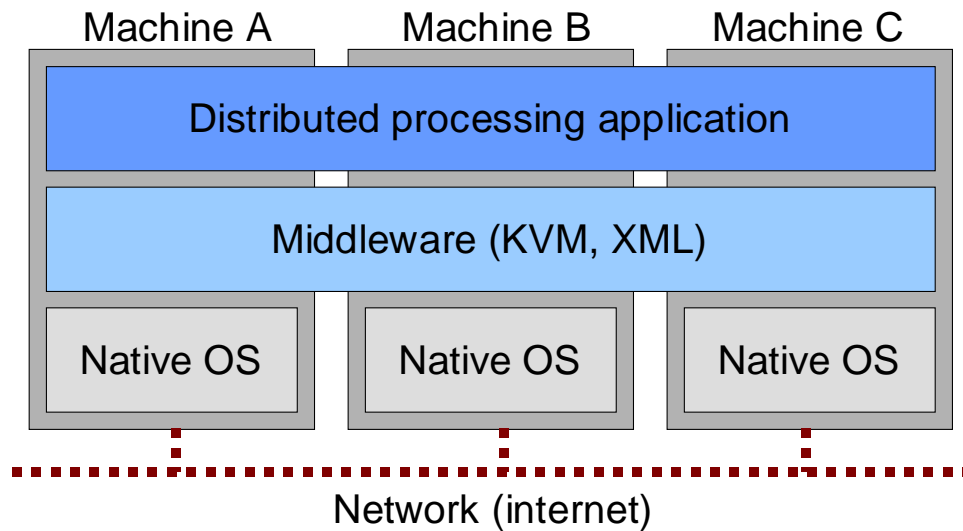 Machine A
Machine B
Machine C
Distributed processing application
Middleware (KVM, XML)
Native OS
Native OS
Native OS
Network (internet)